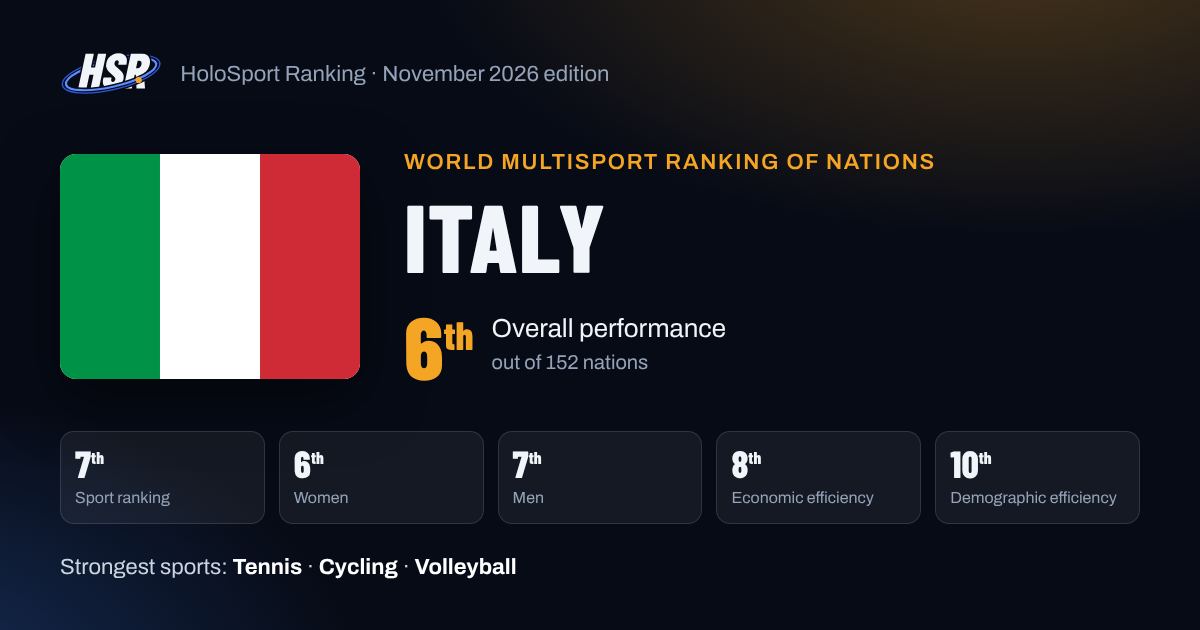 HSR HoloSport Ranking · November 2026 edition
WORLD MULTISPORT RANKING OF NATIONS
ITALY
6th Overall performance
out of 152 nations
7th
Sport ranking
6th
Women
7th
Men
8th
Economic efficiency
10th
Demographic efficiency
Strongest sports: Tennis · Cycling · Volleyball